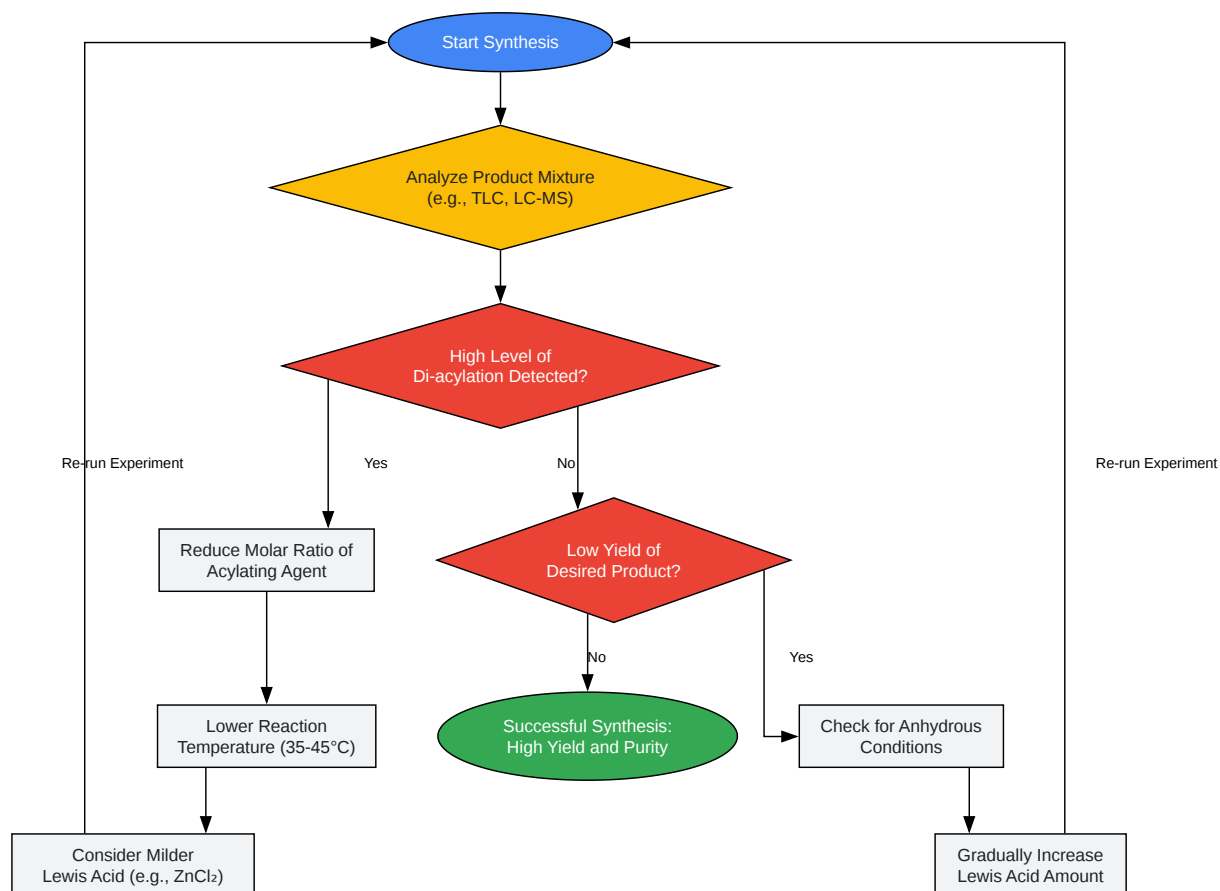 Start Synthesis
Analyze Product Mixture
(e.g., TLC, LC-MS)
High Level of
Di-acylation Detected?
Re-run Experiment
Yes
No
Re-run Experiment
Reduce Molar Ratio of
Acylating Agent
Low Yield of
Desired Product?
No
Yes
Lower Reaction
Temperature (35-45°C)
Successful Synthesis:
High Yield and Purity
Check for Anhydrous
Conditions
Consider Milder
Lewis Acid (e.g., ZnCl₂)
Gradually Increase
Lewis Acid Amount